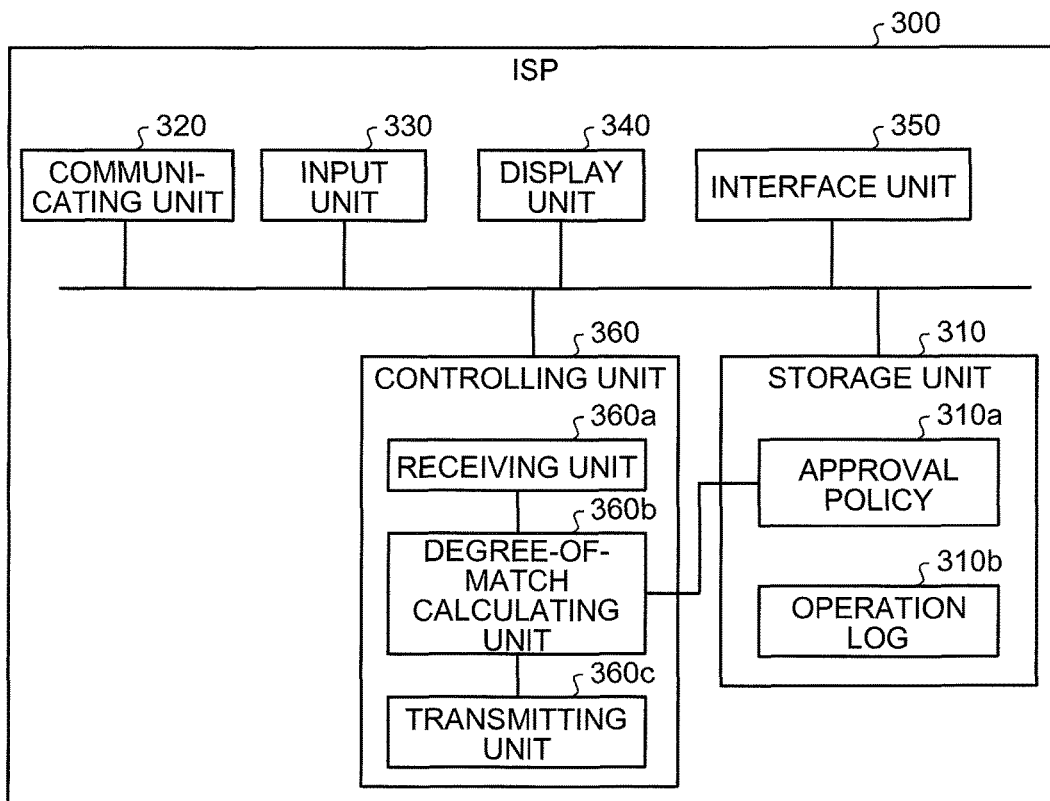 300
ISP
320
330
340
350
COMMUNI-
CATING UNIT
INPUT
UNIT
DISPLAY
UNIT
INTERFACE UNIT
360
310
CONTROLLING UNIT
STORAGE UNIT
360a
310a
RECEIVING UNIT
APPROVAL
POLICY
360b
DEGREE-OF-
MATCH
CALCULATING
UNIT
310b
OPERATION
LOG
360c
TRANSMITTING
UNIT